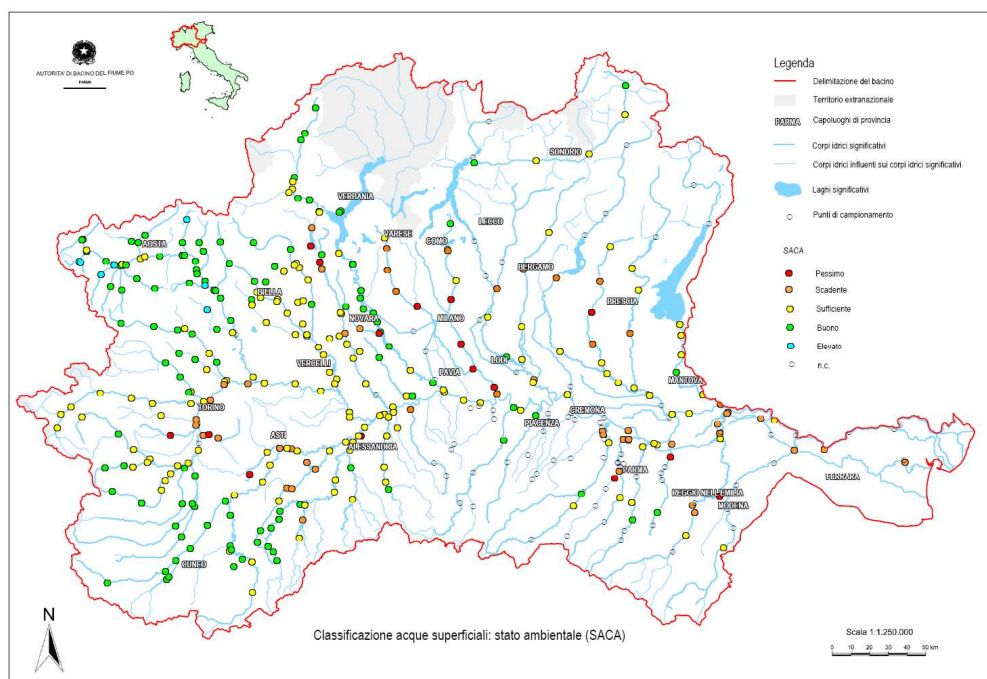 AUTORITA' DI BACINO DEL FIUME PO
PARMA
Legenda
Delimitazione del bacino
Territorio extranazionale
PARMA Capoluoghi di provincia
Corpi idrici significativi
Corpi idrici influenti sui corpi idrici significativi
Laghi significativi
Punti di campionamento
SACA
Pessimo
Scadente
Sufficiente
Buono
Elevato
n.c.
SONDRIO
VERBANIA
LECCO
VARESE
COMO
AOSTA
BERGAMO
BIELLA
BRESCIA
NOVARA
MILANO
VERCELLI
LODI
PAVIA
MANTOVA
TORINO
CREMONA
PIACENZA
ASTI
ALESSANDRIA
PARMA
FERRARA
REGGIO NELL'EMILIA
MODENA
CUNEO
N
Classificazione acque superficiali: stato ambientale (SACA)
Scala 1:1.250.000
0 10 20 30 40 50 km